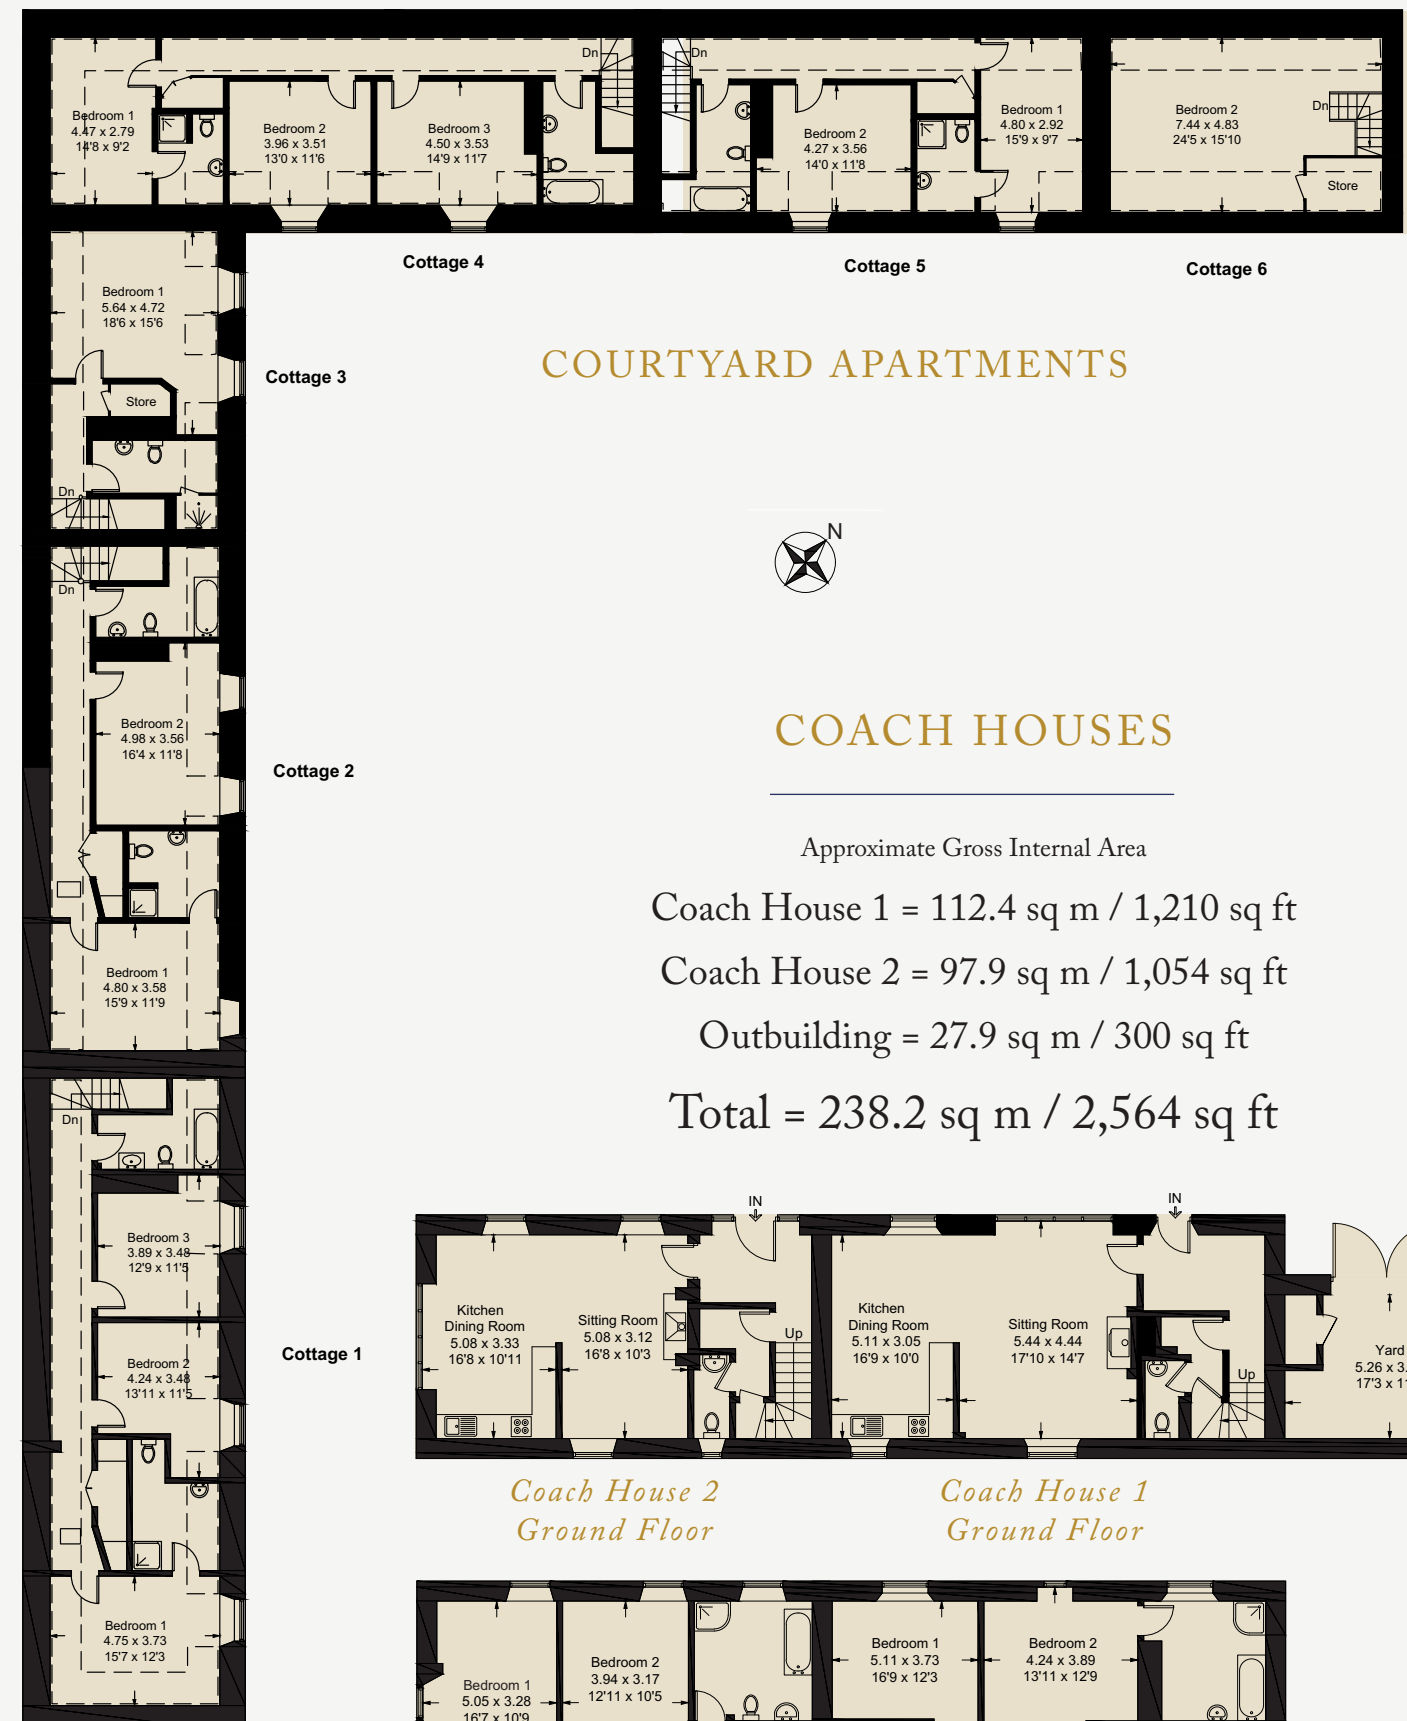 Dn
Dn
Bedroom 1
4.47 x 2.79
14'8 x 9'2
Bedroom 2
3.96 x 3.51
13'0 x 11'6
Bedroom 3
4.50 x 3.53
14'9 x 11'7
Bedroom 2
4.27 x 3.56
14'0 x 11'8
Bedroom 1
4.80 x 2.92
15'9 x 9'7
Bedroom 2
7.44 x 4.83
24'5 x 15'10
Dn
Store
Cottage 4
Cottage 5
Cottage 6
Bedroom 1
5.64 x 4.72
18'6 x 15'6
Cottage 3
Store
Dn
COURTYARD APARTMENTS
N
Dn
Bedroom 2
4.98 x 3.56
16'4 x 11'8
Cottage 2
Bedroom 1
4.80 x 3.58
15'9 x 11'9
COACH HOUSES
Approximate Gross Internal Area
Coach House 1 = 112.4 sq m / 1,210 sq ft
Coach House 2 = 97.9 sq m / 1,054 sq ft
Outbuilding = 27.9 sq m / 300 sq ft
Total = 238.2 sq m / 2,564 sq ft
Dn
Bedroom 3
3.89 x 3.48
12'9 x 11'5
Bedroom 2
4.24 x 3.48
13'11 x 11'5
Cottage 1
Bedroom 1
4.75 x 3.73
15'7 x 12'3
IN
IN
Kitchen
Dining Room
5.08 x 3.33
16'8 x 10'11
Sitting Room
5.08 x 3.12
16'8 x 10'3
Up
Kitchen
Dining Room
5.11 x 3.05
16'9 x 10'0
Sitting Room
5.44 x 4.44
17'10 x 14'7
Up
Yard
5.26 x 3.
17'3 x 1
Coach House 2
Ground Floor
Coach House 1
Ground Floor
Bedroom 1
5.05 x 3.28
16'7 x 10'9
Bedroom 2
3.94 x 3.17
12'11 x 10'5
Bedroom 1
5.11 x 3.73
16'9 x 12'3
Bedroom 2
4.24 x 3.89
13'11 x 12'9